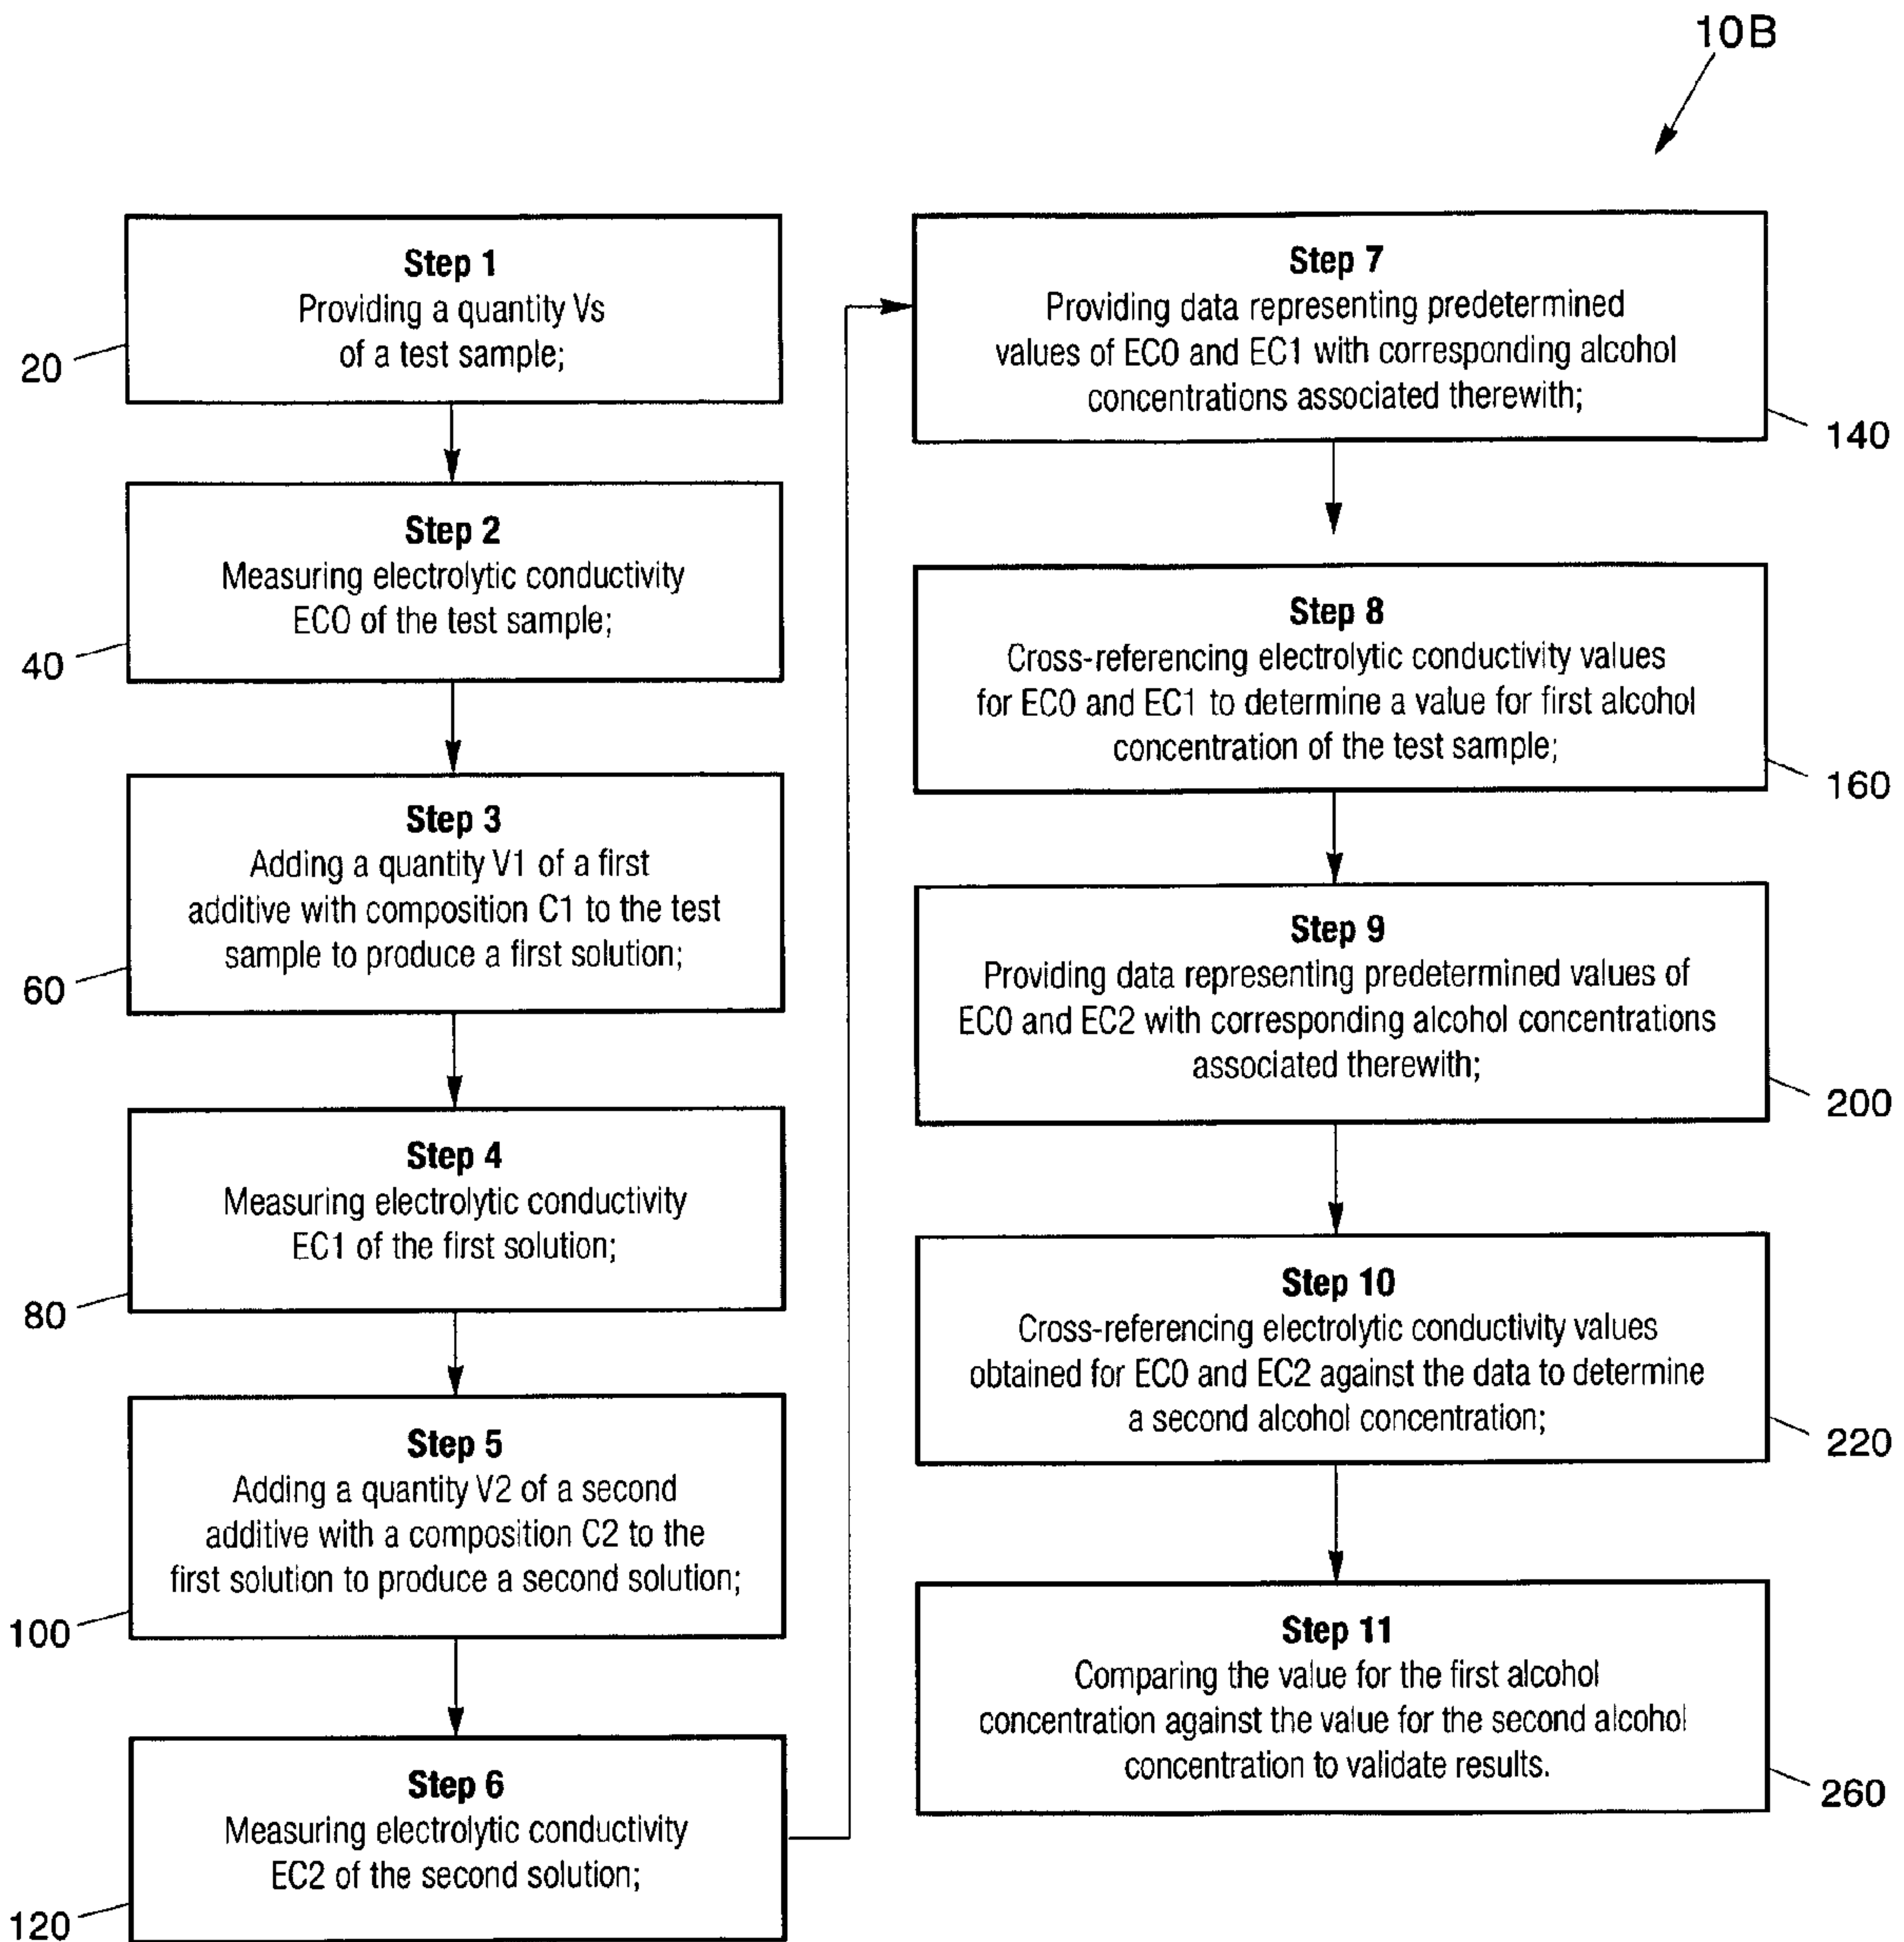 10B
Step 1
Providing a quantity Vs
of a test sample;
20
Step 2
Measuring electrolytic conductivity
EC0 of the test sample;
40
Step 3
Adding a quantity V1 of a first
additive with composition C1 to the test
sample to produce a first solution;
60
Step 4
Measuring electrolytic conductivity
EC1 of the first solution;
80
Step 5
Adding a quantity V2 of a second
additive with a composition C2 to the
first solution to produce a second solution;
100
Step 6
Measuring electrolytic conductivity
EC2 of the second solution;
120
Step 7
Providing data representing predetermined
values of EC0 and EC1 with corresponding alcohol
concentrations associated therewith;
140
Step 8
Cross-referencing electrolytic conductivity values
for EC0 and EC1 to determine a value for first alcohol
concentration of the test sample;
160
Step 9
Providing data representing predetermined values of
EC0 and EC2 with corresponding alcohol concentrations
associated therewith;
200
Step 10
Cross-referencing electrolytic conductivity values
obtained for EC0 and EC2 against the data to determine
a second alcohol concentration;
220
Step 11
Comparing the value for the first alcohol
concentration against the value for the second alcohol
concentration to validate results.
260